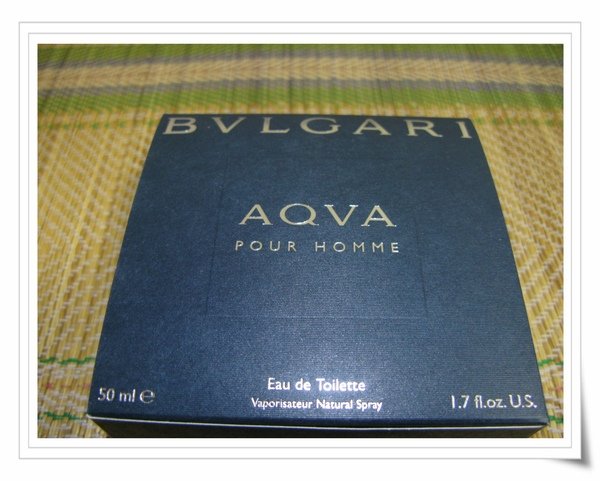 BVLGARI
AQVA
POUR HOMME
50 ml ℮
Eau de Toilette
Vaporisateur Natural Spray
1.7 fl.oz. U.S.